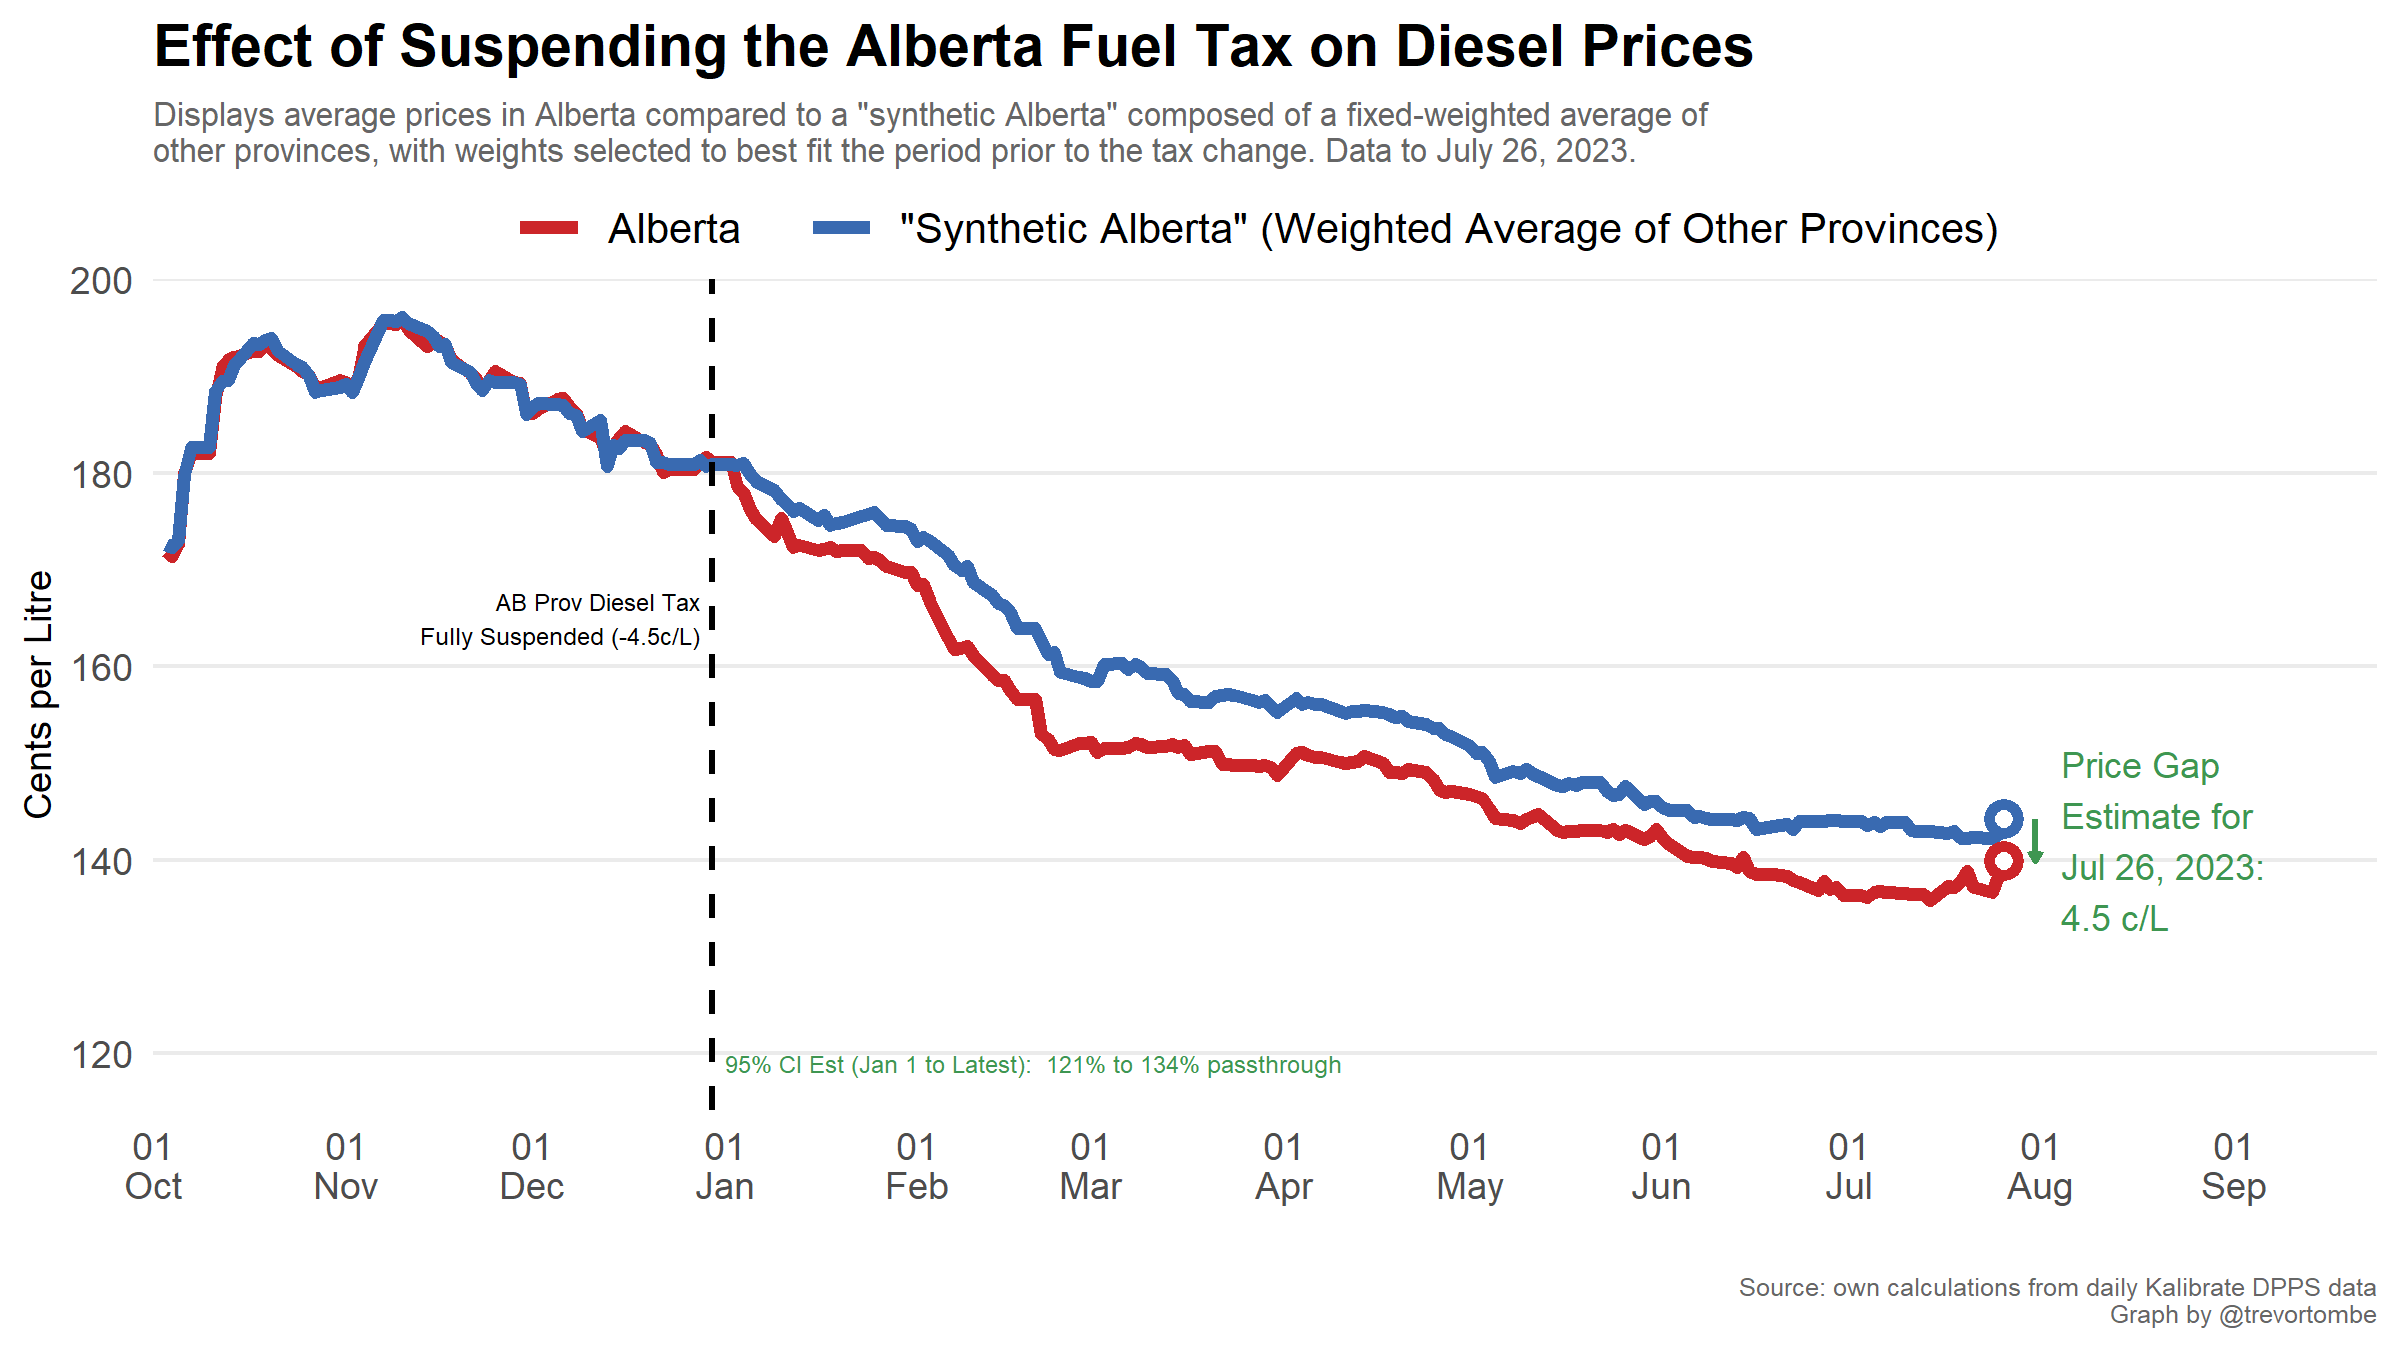 Effect of Suspending the Alberta Fuel Tax on Diesel Prices
Displays average prices in Alberta compared to a "synthetic Alberta" composed of a fixed-weighted average of
other provinces, with weights selected to best fit the period prior to the tax change. Data to July 26, 2023.
Alberta
"Synthetic Alberta" (Weighted Average of Other Provinces)
Cents per Litre
200
180
160
140
120
AB Prov Diesel Tax
Fully Suspended (-4.5c/L)
Price Gap
Estimate for
Jul 26, 2023:
4.5 c/L
95% CI Est (Jan 1 to Latest):  121% to 134% passthrough
01 01 01 01 01 01 01 01 01 01 01 01
Oct Nov Dec Jan Feb Mar Apr May Jun Jul Aug Sep
Source: own calculations from daily Kalibrate DPPS data
Graph by @trevortombe